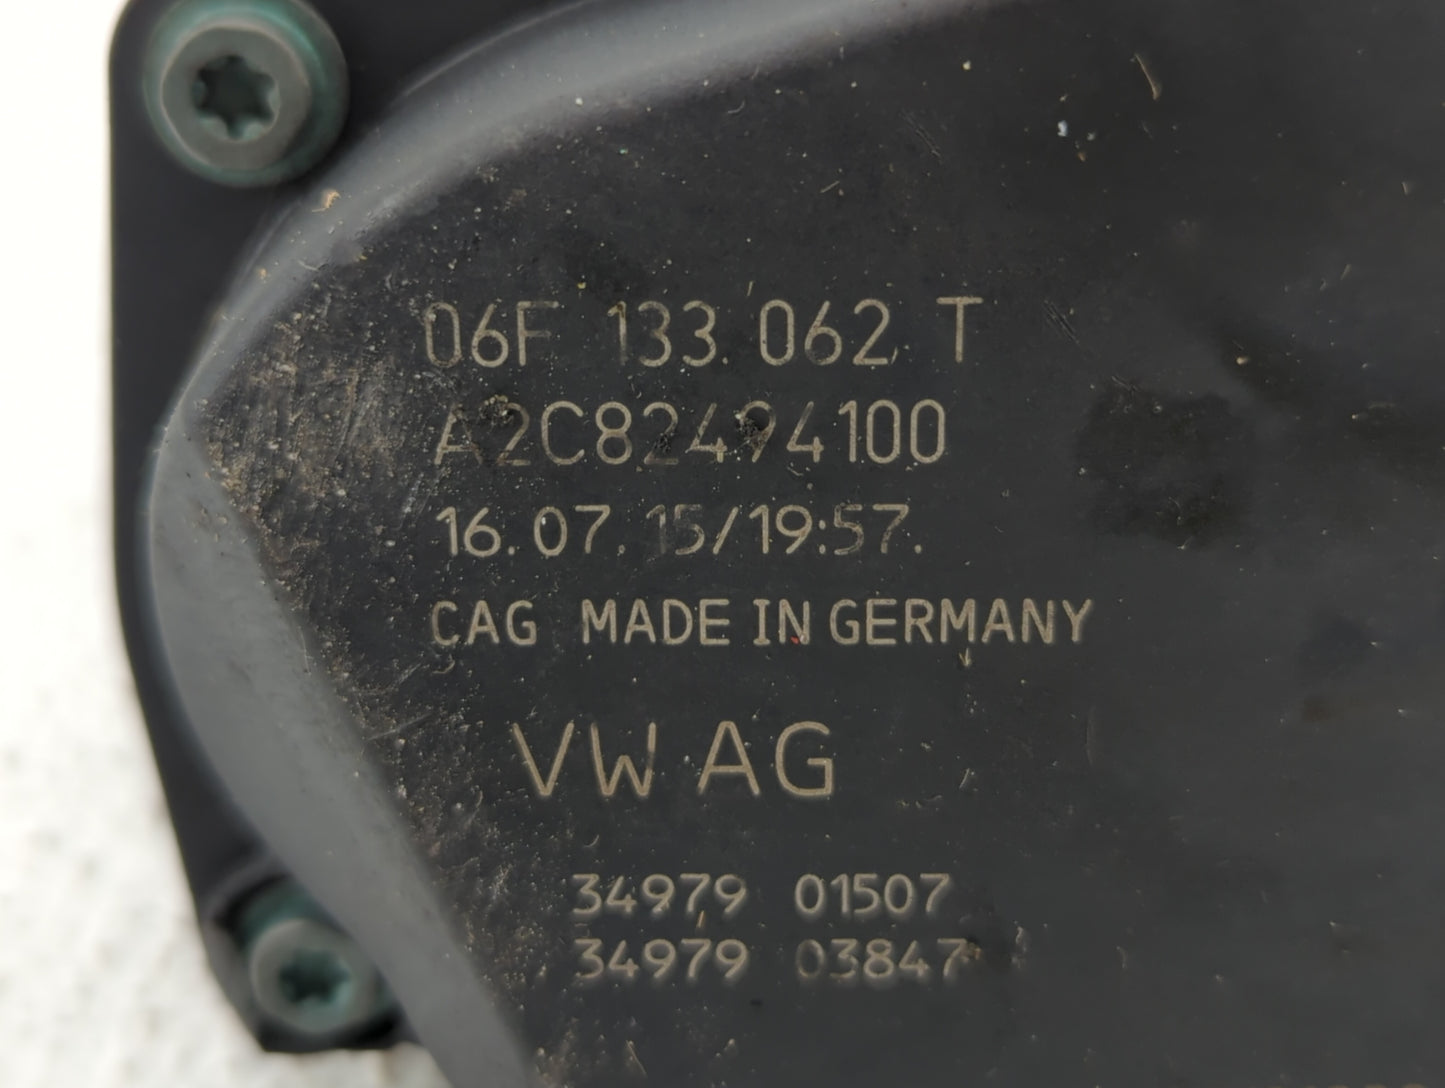 06F 133 062 T
A2C82494100
16.07.15/19:57.
CAG MADE IN GERMANY
VW AG
34979 01507
34979 03847